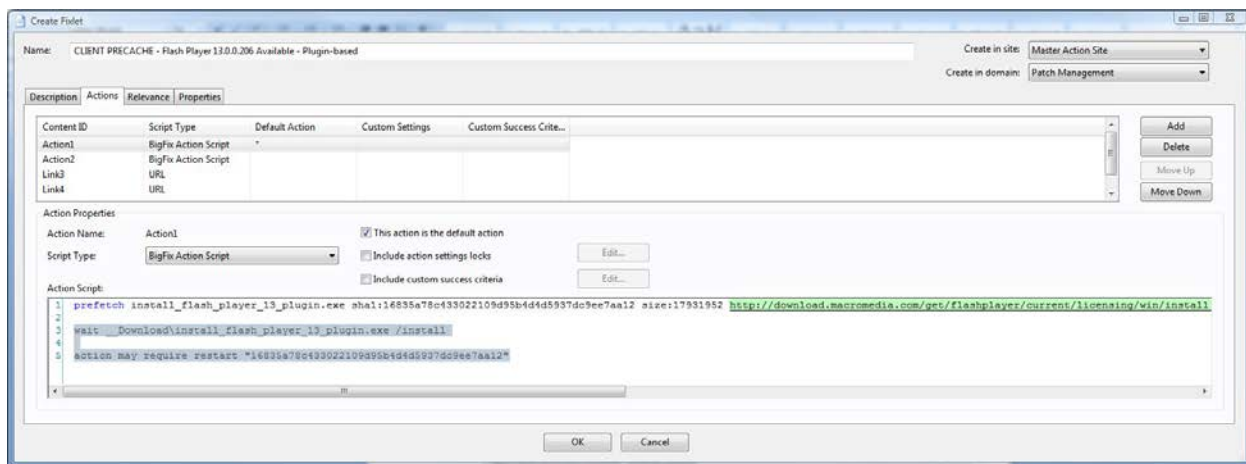 Create Fixlet
Name: CLIENT PRECACHE - Flash Player 13.0.0.206 Available - Plugin-based
Create in site: Master Action Site
Create in domain: Patch Management
Description Actions Relevance Properties
Content ID Script Type Default Action Custom Settings Custom Success Crite...
Action1 BigFix Action Script *
Action2 BigFix Action Script
Link3 URL
Link4 URL
Add
Delete
Move Up
Move Down
Action Properties
Action Name: Action1
This action is the default action
Script Type: BigFix Action Script
Include action settings locks Edit...
Include custom success criteria Edit...
Action Script:
1 prefetch install_flash_player_13_plugin.exe sha1:16835a78c433022109d95b4d4d5937dc9ee7aa12 size:17931952 http://download.macromedia.com/get/flashplayer/current/licensing/win/install
2
3 wait __Download\install_flash_player_13_plugin.exe /install
4
5 action may require restart "16835a78c433022109d95b4d4d5937dc9ee7aa12"
OK Cancel